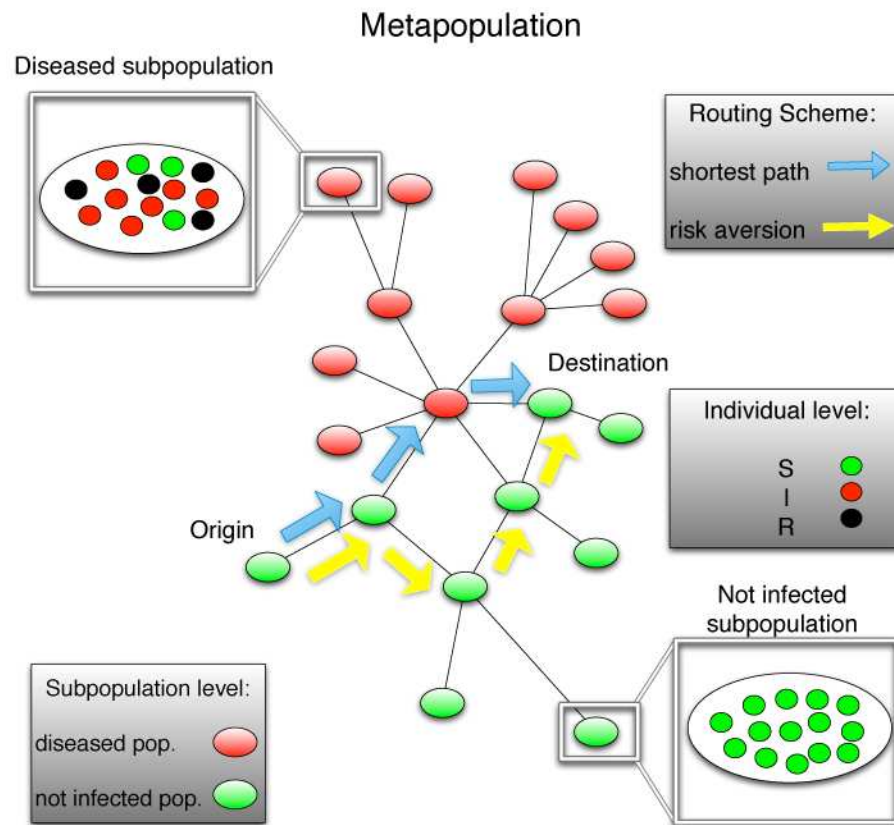 Metapopulation
Diseased subpopulation
Routing Scheme:
shortest path
risk aversion
Destination
Individual level:
S
I
R
Origin
Not infected
subpopulation
Subpopulation level:
diseased pop.
not infected pop.